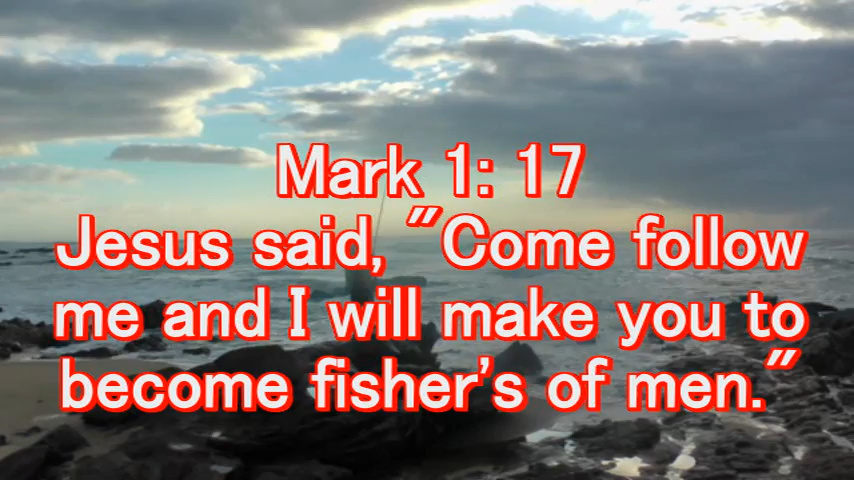 Mark 1: 17
Jesus said, "Come follow
me and I will make you to
become fisher's of men."